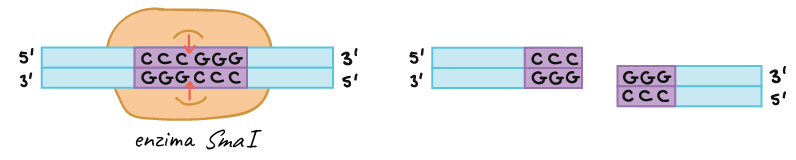 5' CCCGGG 3'
3' GGGCCC 5'
enzima SmaI
5' CCC
3' GGG
GGG 3'
CCC 5'